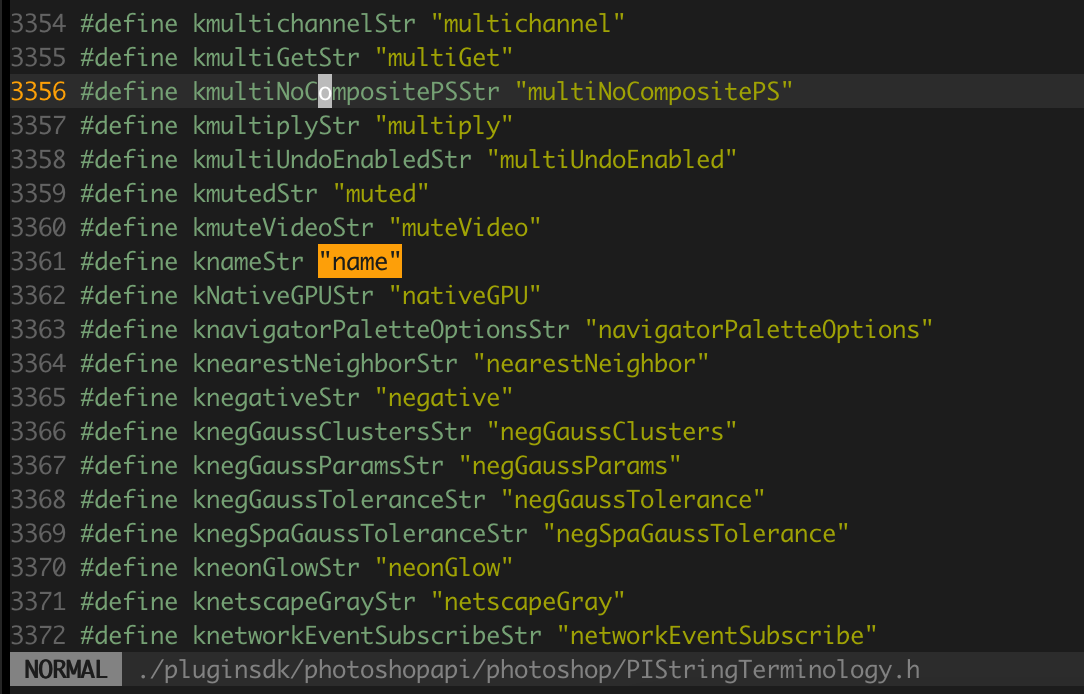 3354 #define kmultichannelStr "multichannel"
3355 #define kmultiGetStr "multiGet"
3356 #define kmultiNoCompositePSStr "multiNoCompositePS"
3357 #define kmultiplyStr "multiply"
3358 #define kmultiUndoEnabledStr "multiUndoEnabled"
3359 #define kmutedStr "muted"
3360 #define kmuteVideoStr "muteVideo"
3361 #define knameStr "name"
3362 #define kNativeGPUStr "nativeGPU"
3363 #define knavigatorPaletteOptionsStr "navigatorPaletteOptions"
3364 #define knearestNeighborStr "nearestNeighbor"
3365 #define knegativeStr "negative"
3366 #define knegGaussClustersStr "negGaussClusters"
3367 #define knegGaussParamsStr "negGaussParams"
3368 #define knegGaussToleranceStr "negGaussTolerance"
3369 #define knegSpaGaussToleranceStr "negSpaGaussTolerance"
3370 #define kneonGlowStr "neonGlow"
3371 #define knetscapeGrayStr "netscapeGray"
3372 #define knetworkEventSubscribeStr "networkEventSubscribe"
NORMAL ./pluginsdk/photoshopapi/photoshop/PIStringTerminology.h